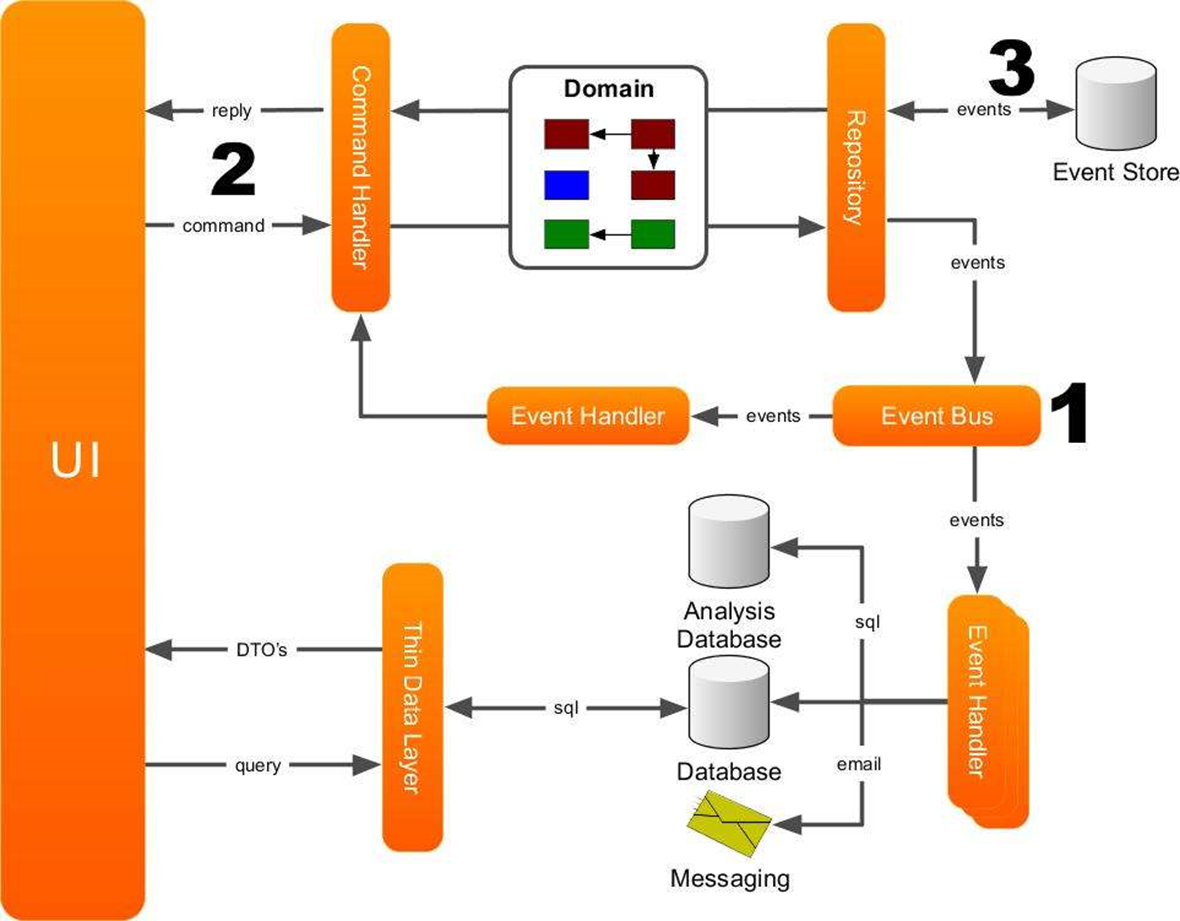 UI
reply
2
command
Command Handler
Domain
Repository
3
events
Event Store
events
Event Handler
events
Event Bus
1
events
Analysis
Database
sql
Event Handler
DTO's
Thin Data Layer
sql
query
Database
email
Messaging